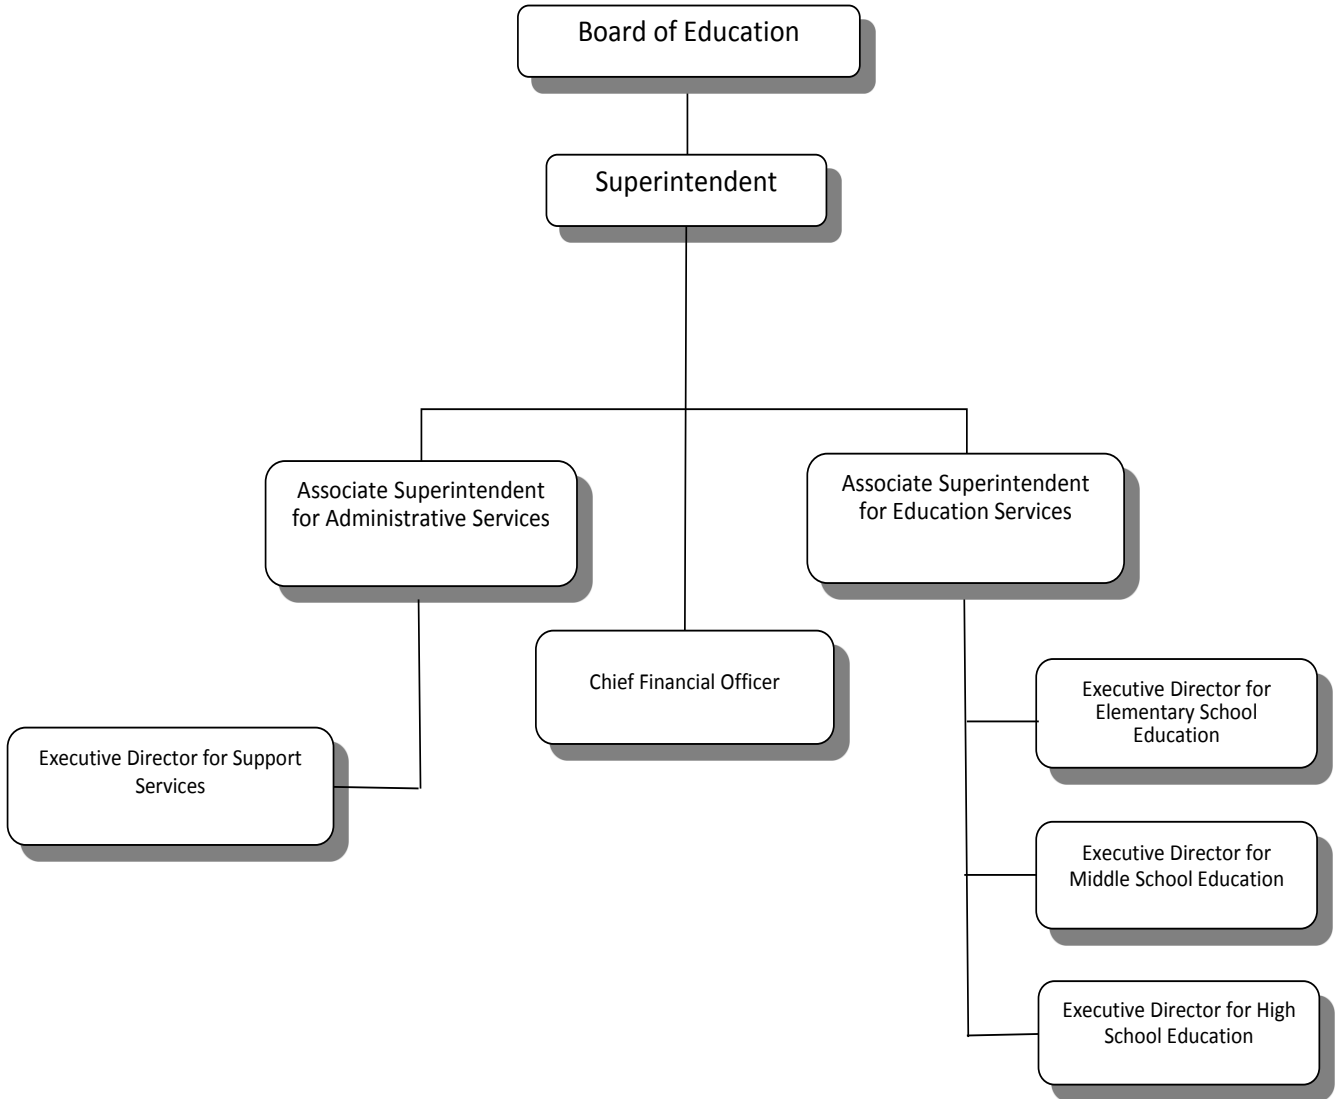 Board of Education
Superintendent
Associate Superintendent
for Administrative Services
Associate Superintendent
for Education Services
Chief Financial Officer
Executive Director for Support
Services
Executive Director for
Elementary School
Education
Executive Director for
Middle School Education
Executive Director for High
School Education